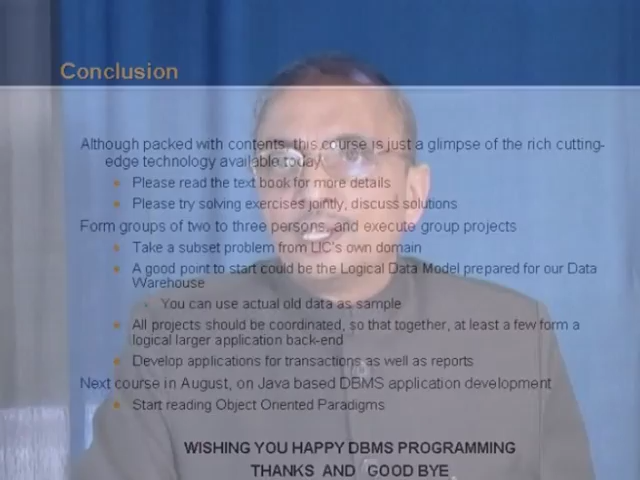 Conclusion
Although packed with contents, this course is just a glimpse of the rich cutting-
edge technology available today
Please read the text book for more details
Please try solving exercises jointly, discuss solutions
Form groups of two to three persons, and execute group projects
Take a subset problem from LIC's own domain
A good point to start could be the Logical Data Model prepared for our Data
Warehouse
You can use actual old data as sample
All projects should be coordinated, so that together, at least a few form a
logical larger application back-end
Develop applications for transactions as well as reports
Next course in August, on Java based DBMS application development
Start reading Object Oriented Paradigms
WISHING YOU HAPPY DBMS PROGRAMMING
THANKS AND GOOD BYE